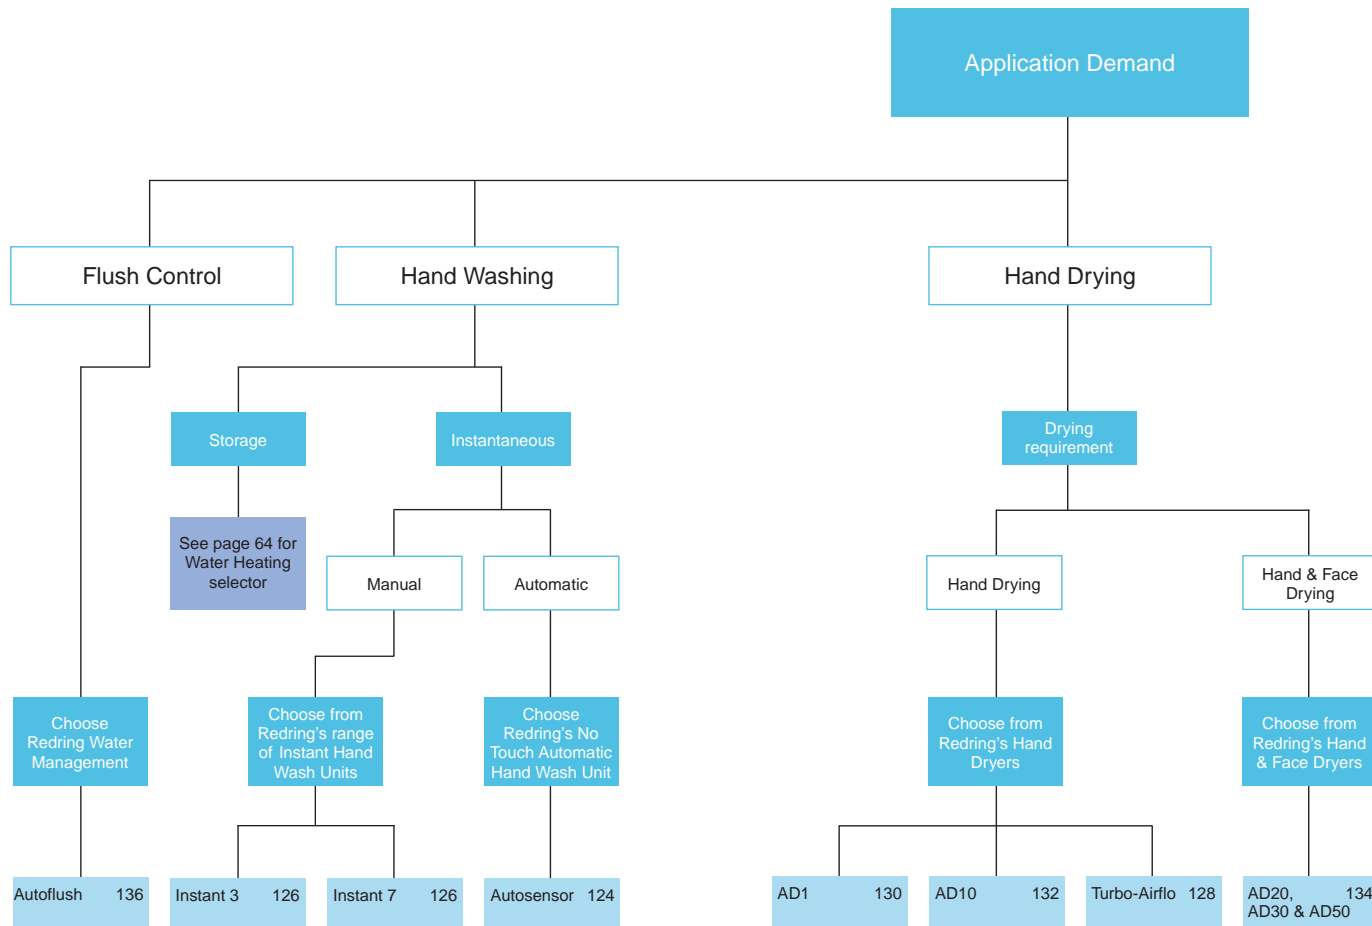 Application Demand
Flush Control
Hand Washing
Hand Drying
Storage
Instantaneous
Drying
requirement
See page 64 for
Water Heating
selector
Manual
Automatic
Hand Drying
Hand & Face
Drying
Choose
Redring Water
Management
Choose from
Redring’s range
of Instant Hand
Wash Units
Choose
Redring’s No
Touch Automatic
Hand Wash Unit
Choose from
Redring’s Hand
Dryers
Choose from
Redring’s Hand
& Face Dryers
Autoflush 136
Instant 3 126
Instant 7 126
Autosensor 124
AD1 130
AD10 132
Turbo-Airflo 128
AD20, 134
AD30 & AD50